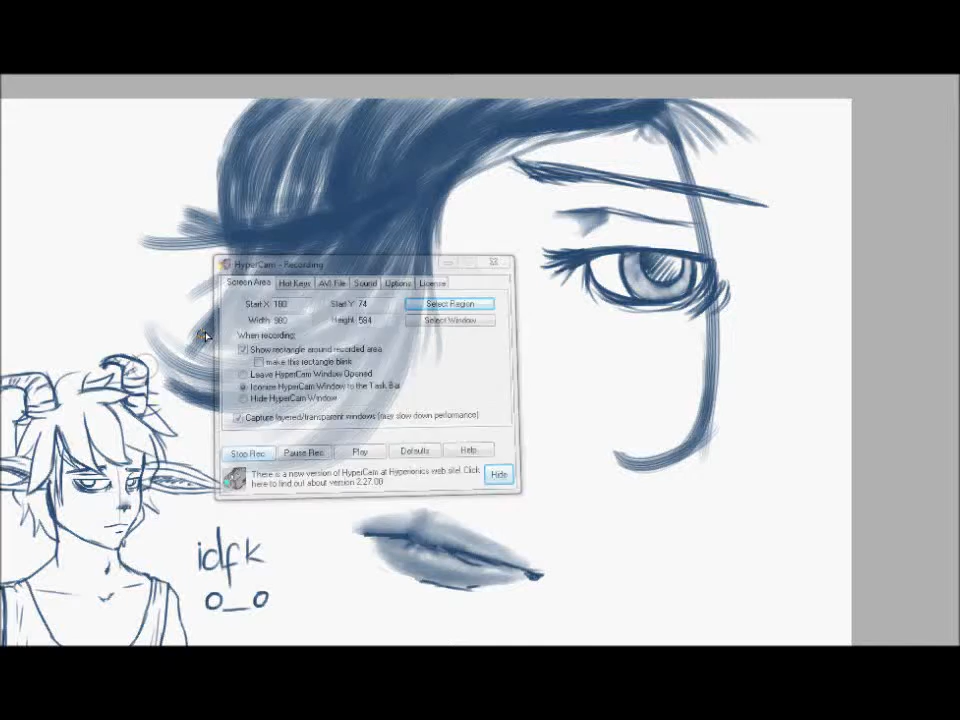 HyperCam - Recording
Screen Area Hot Keys AVI File Sound Options License
Start X: 180 Start Y: 74 Select Region
Width: 980 Height: 584 Select Window
When recording:
Show rectangle around recorded area
make this rectangle blink
Leave HyperCam Window Opened
Iconize HyperCam Window to the Task Bar
Hide HyperCam Window
Capture layered/transparent windows (may slow down performance)
Stop Rec Pause Rec Play Defaults Help
There is a new version of HyperCam at Hyperionics web site! Click
here to find out about version 2.27.00
Hide
idfk
o__o